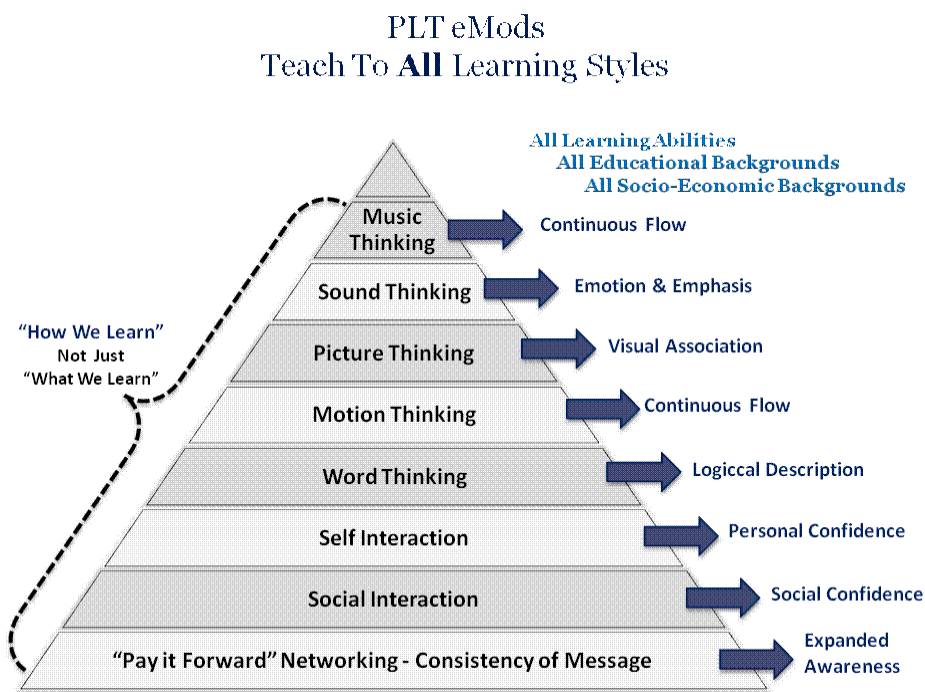 PLT eMods
Teach To All Learning Styles
All Learning Abilities
All Educational Backgrounds
All Socio-Economic Backgrounds
Music
Thinking
Continuous Flow
Sound Thinking
Emotion & Emphasis
"How We Learn"
Not Just
"What We Learn"
Picture Thinking
Visual Association
Motion Thinking
Continuous Flow
Word Thinking
Logiccal Description
Self Interaction
Personal Confidence
Social Interaction
Social Confidence
"Pay it Forward" Networking - Consistency of Message
Expanded
Awareness